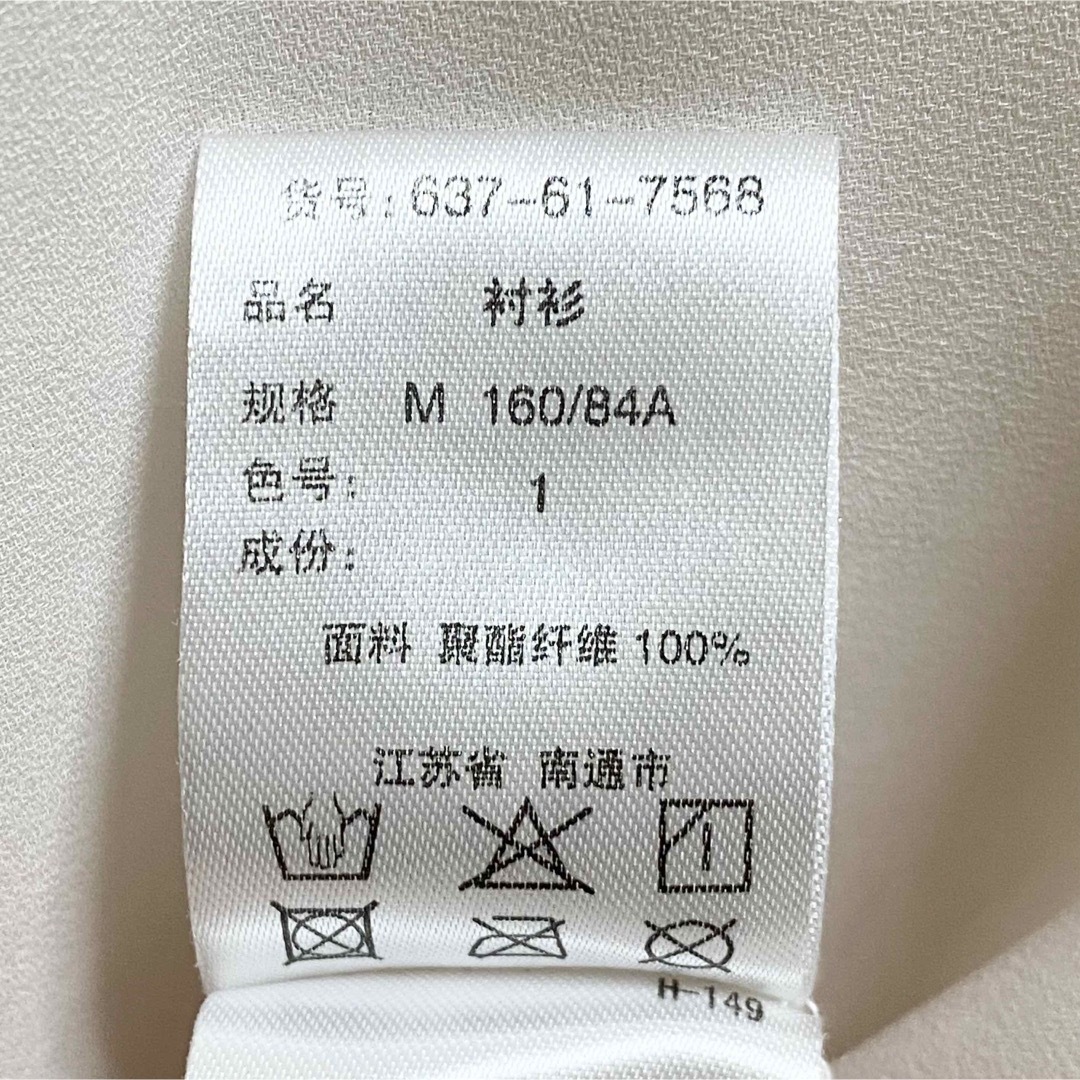 货号: 637-61-7568
品名 衬衫
规格 M 160/84A
色号: 1
成份:
面料 聚酯纤维 100%
江苏省 南通市
H-149